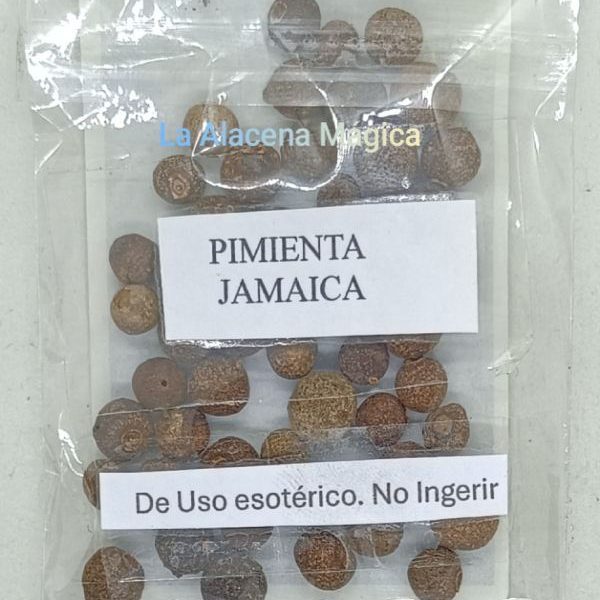 La Alacena Magica
PIMIENTA
JAMAICA
De Uso esotérico. No Ingerir